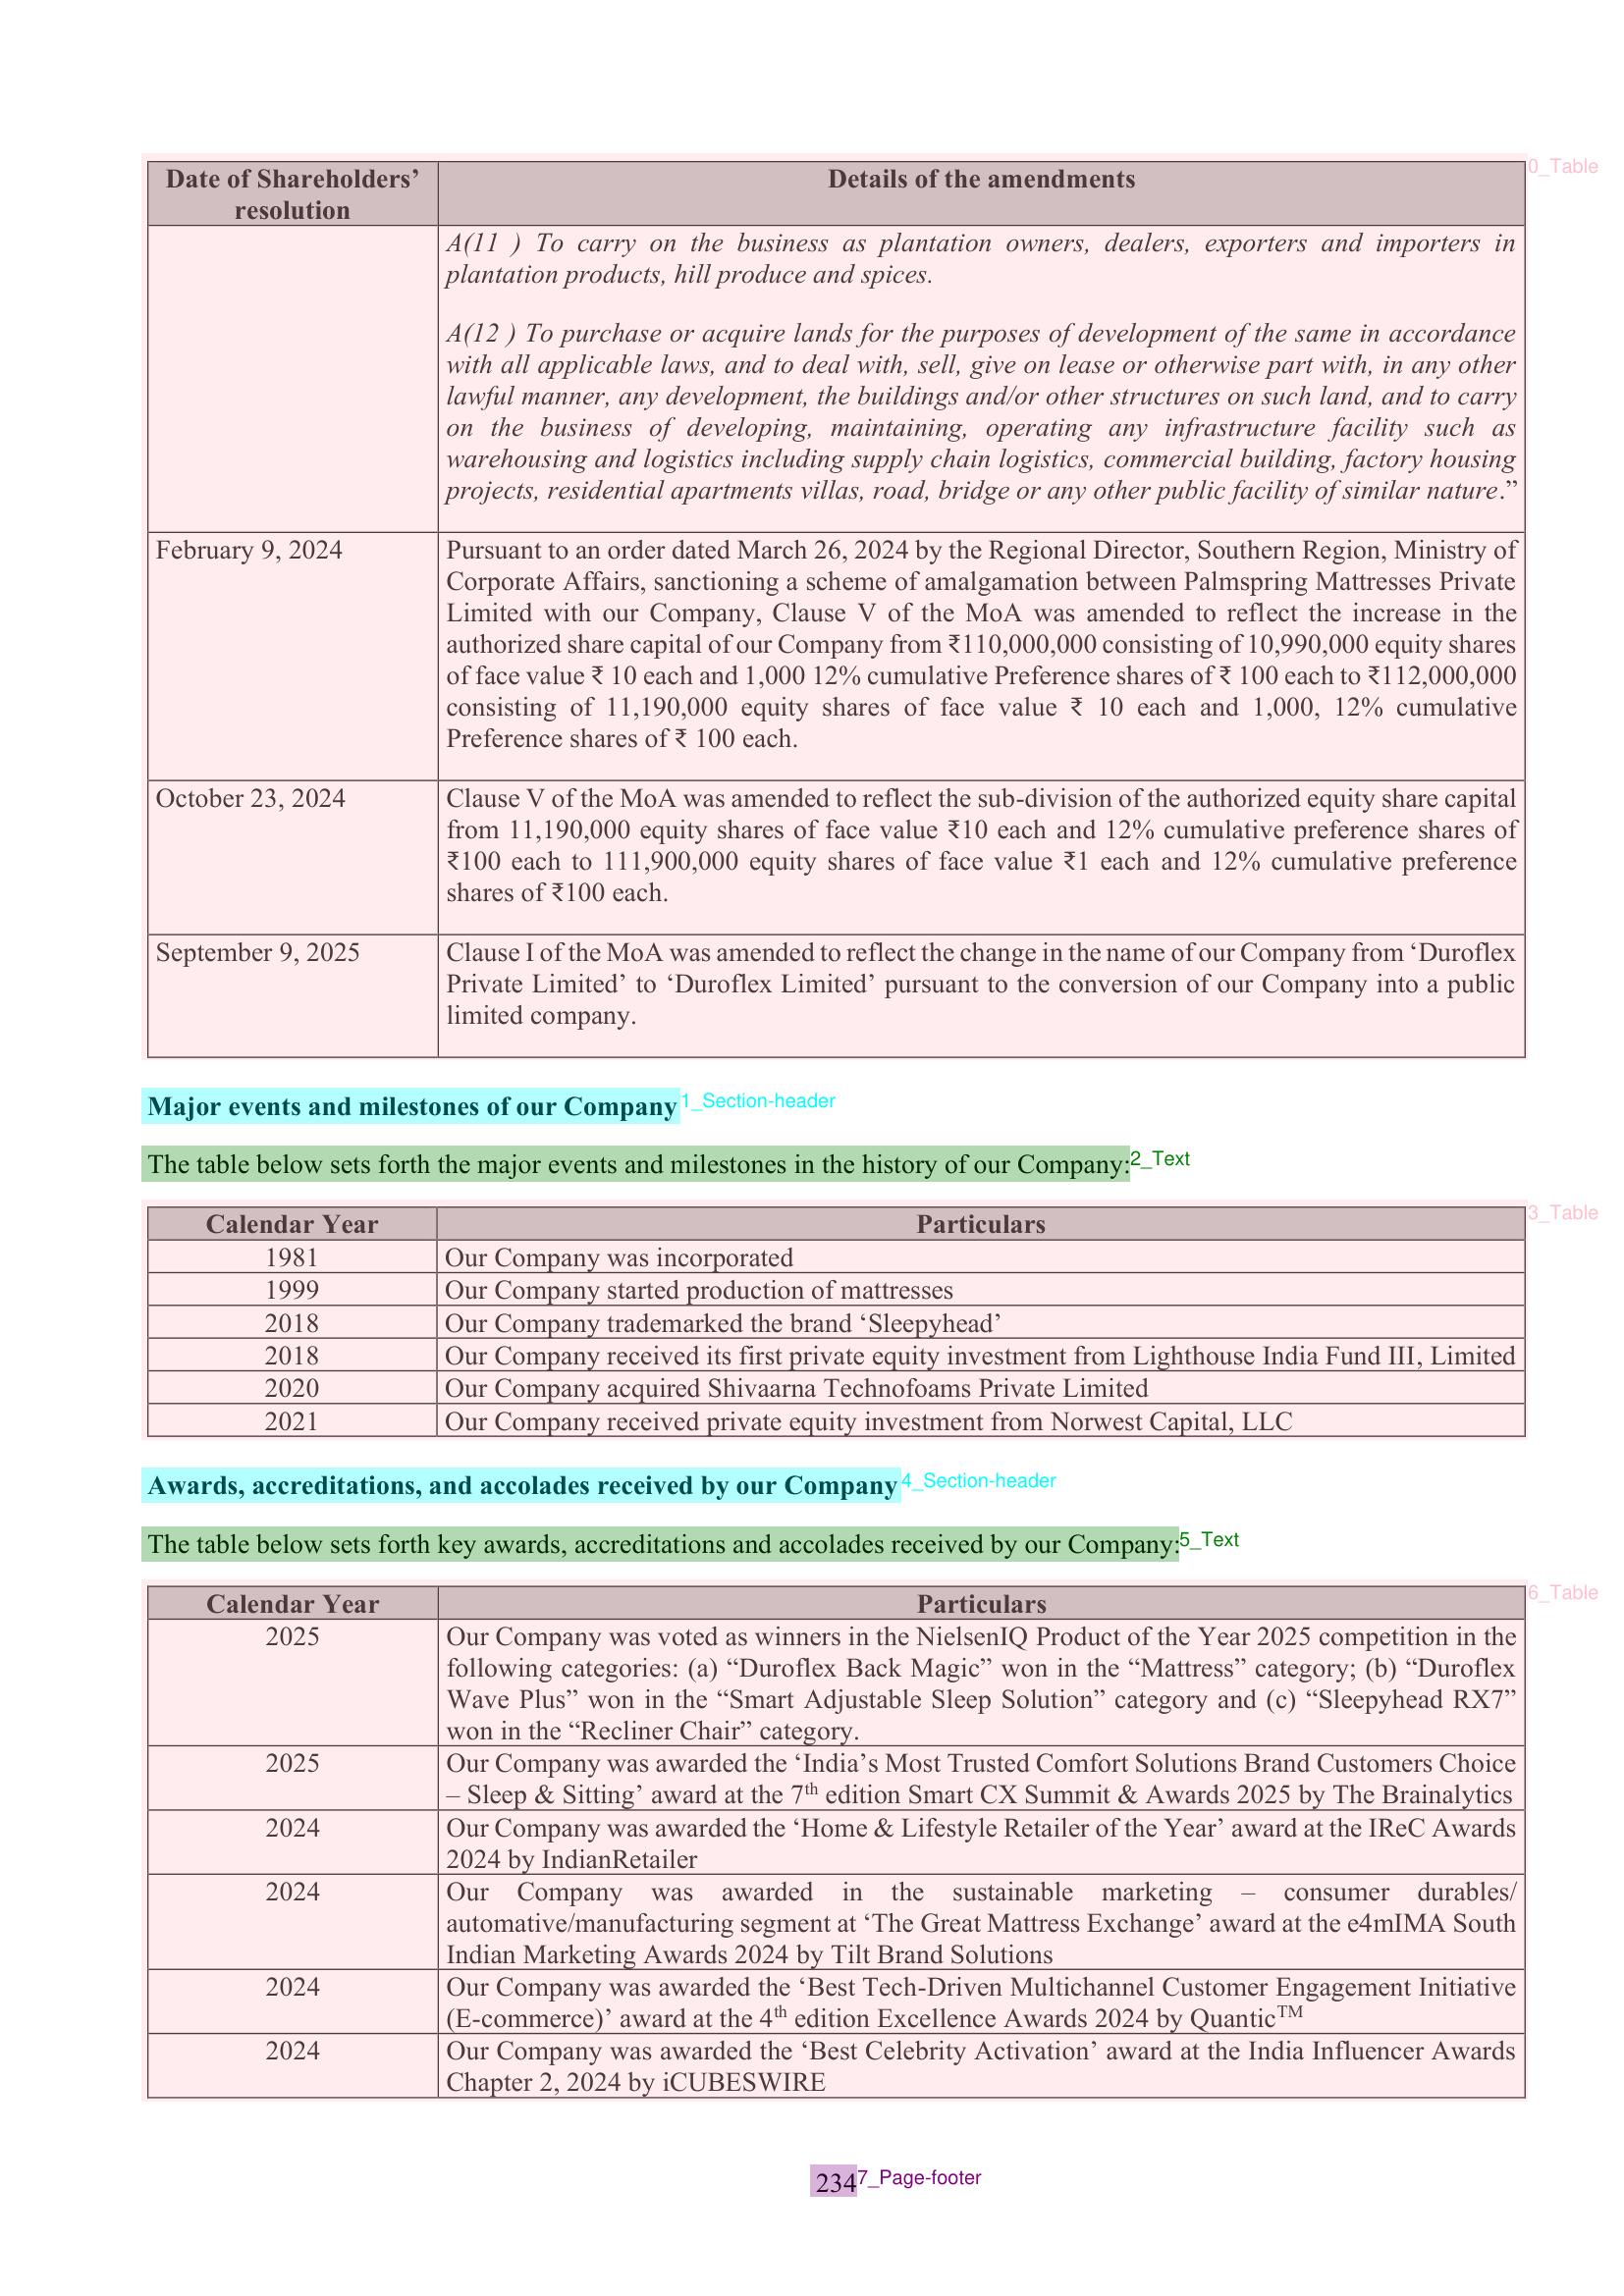 Date of Shareholders’ resolution
Details of the amendments
0_Table
A(11 ) To carry on the business as plantation owners, dealers, exporters and importers in
plantation products, hill produce and spices.
A(12 ) To purchase or acquire lands for the purposes of development of the same in accordance
with all applicable laws, and to deal with, sell, give on lease or otherwise part with, in any other
lawful manner, any development, the buildings and/or other structures on such land, and to carry
on the business of developing, maintaining, operating any infrastructure facility such as
warehousing and logistics including supply chain logistics, commercial building, factory housing
projects, residential apartments villas, road, bridge or any other public facility of similar nature.”
February 9, 2024
Pursuant to an order dated March 26, 2024 by the Regional Director, Southern Region, Ministry of
Corporate Affairs, sanctioning a scheme of amalgamation between Palmspring Mattresses Private
Limited with our Company, Clause V of the MoA was amended to reflect the increase in the
authorized share capital of our Company from ₹110,000,000 consisting of 10,990,000 equity shares
of face value ₹ 10 each and 1,000 12% cumulative Preference shares of ₹ 100 each to ₹112,000,000
consisting of 11,190,000 equity shares of face value ₹ 10 each and 1,000, 12% cumulative
Preference shares of ₹ 100 each.
October 23, 2024
Clause V of the MoA was amended to reflect the sub-division of the authorized equity share capital
from 11,190,000 equity shares of face value ₹10 each and 12% cumulative preference shares of
₹100 each to 111,900,000 equity shares of face value ₹1 each and 12% cumulative preference
shares of ₹100 each.
September 9, 2025
Clause I of the MoA was amended to reflect the change in the name of our Company from ‘Duroflex
Private Limited’ to ‘Duroflex Limited’ pursuant to the conversion of our Company into a public
limited company.
Major events and milestones of our Company 1_Section-header
The table below sets forth the major events and milestones in the history of our Company: 2_Text
Calendar Year Particulars 3_Table
1981 Our Company was incorporated
1999 Our Company started production of mattresses
2018 Our Company trademarked the brand ‘Sleepyhead’
2018 Our Company received its first private equity investment from Lighthouse India Fund III, Limited
2020 Our Company acquired Shivaarna Technofoams Private Limited
2021 Our Company received private equity investment from Norwest Capital, LLC
Awards, accreditations, and accolades received by our Company 4_Section-header
The table below sets forth key awards, accreditations and accolades received by our Company: 5_Text
Calendar Year Particulars 6_Table
2025 Our Company was voted as winners in the NielsenIQ Product of the Year 2025 competition in the
following categories: (a) “Duroflex Back Magic” won in the “Mattress” category; (b) “Duroflex
Wave Plus” won in the “Smart Adjustable Sleep Solution” category and (c) “Sleepyhead RX7”
won in the “Recliner Chair” category.
2025 Our Company was awarded the ‘India’s Most Trusted Comfort Solutions Brand Customers Choice
– Sleep & Sitting’ award at the 7th edition Smart CX Summit & Awards 2025 by The Brainalytics
2024 Our Company was awarded the ‘Home & Lifestyle Retailer of the Year’ award at the IReC Awards
2024 by IndianRetailer
2024 Our Company was awarded in the sustainable marketing – consumer durables/
automative/manufacturing segment at ‘The Great Mattress Exchange’ award at the e4mIMA South
Indian Marketing Awards 2024 by Tilt Brand Solutions
2024 Our Company was awarded the ‘Best Tech-Driven Multichannel Customer Engagement Initiative
(E-commerce)’ award at the 4th edition Excellence Awards 2024 by Quantic™
2024 Our Company was awarded the ‘Best Celebrity Activation’ award at the India Influencer Awards
Chapter 2, 2024 by iCUBESWIRE
234 7_Page-footer